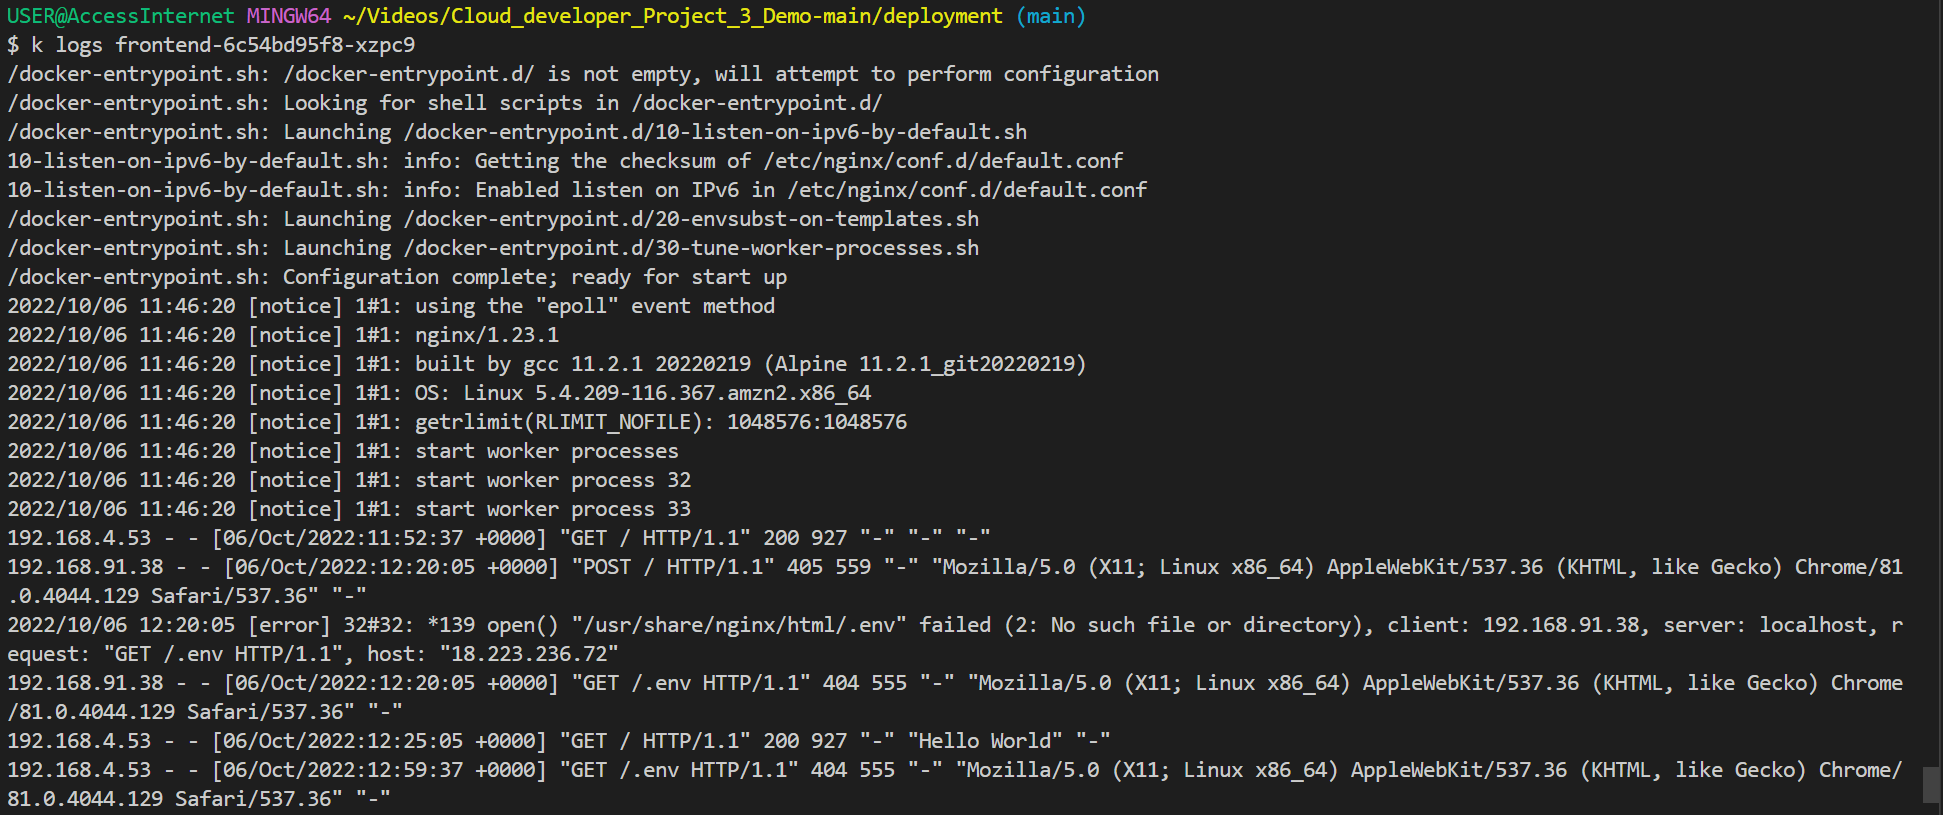 USER@AccessInternet MINGW64 ~/Videos/Cloud_developer_Project_3_Demo-main/deployment (main)
$ k logs frontend-6c54bd95f8-xzpc9
/docker-entrypoint.sh: /docker-entrypoint.d/ is not empty, will attempt to perform configuration
/docker-entrypoint.sh: Looking for shell scripts in /docker-entrypoint.d/
/docker-entrypoint.sh: Launching /docker-entrypoint.d/10-listen-on-ipv6-by-default.sh
10-listen-on-ipv6-by-default.sh: info: Getting the checksum of /etc/nginx/conf.d/default.conf
10-listen-on-ipv6-by-default.sh: info: Enabled listen on IPv6 in /etc/nginx/conf.d/default.conf
/docker-entrypoint.sh: Launching /docker-entrypoint.d/20-envsubst-on-templates.sh
/docker-entrypoint.sh: Launching /docker-entrypoint.d/30-tune-worker-processes.sh
/docker-entrypoint.sh: Configuration complete; ready for start up
2022/10/06 11:46:20 [notice] 1#1: using the "epoll" event method
2022/10/06 11:46:20 [notice] 1#1: nginx/1.23.1
2022/10/06 11:46:20 [notice] 1#1: built by gcc 11.2.1 20220219 (Alpine 11.2.1_git20220219)
2022/10/06 11:46:20 [notice] 1#1: OS: Linux 5.4.209-116.367.amzn2.x86_64
2022/10/06 11:46:20 [notice] 1#1: getrlimit(RLIMIT_NOFILE): 1048576:1048576
2022/10/06 11:46:20 [notice] 1#1: start worker processes
2022/10/06 11:46:20 [notice] 1#1: start worker process 32
2022/10/06 11:46:20 [notice] 1#1: start worker process 33
192.168.4.53 - - [06/Oct/2022:11:52:37 +0000] "GET / HTTP/1.1" 200 927 "-" "-" "-"
192.168.91.38 - - [06/Oct/2022:12:20:05 +0000] "POST / HTTP/1.1" 405 559 "-" "Mozilla/5.0 (X11; Linux x86_64) AppleWebKit/537.36 (KHTML, like Gecko) Chrome/81
.0.4044.129 Safari/537.36" "-"
2022/10/06 12:20:05 [error] 32#32: *139 open() "/usr/share/nginx/html/.env" failed (2: No such file or directory), client: 192.168.91.38, server: localhost, r
equest: "GET /.env HTTP/1.1", host: "18.223.236.72"
192.168.91.38 - - [06/Oct/2022:12:20:05 +0000] "GET /.env HTTP/1.1" 404 555 "-" "Mozilla/5.0 (X11; Linux x86_64) AppleWebKit/537.36 (KHTML, like Gecko) Chrome
/81.0.4044.129 Safari/537.36" "-"
192.168.4.53 - - [06/Oct/2022:12:25:05 +0000] "GET / HTTP/1.1" 200 927 "-" "Hello World" "-"
192.168.4.53 - - [06/Oct/2022:12:59:37 +0000] "GET /.env HTTP/1.1" 404 555 "-" "Mozilla/5.0 (X11; Linux x86_64) AppleWebKit/537.36 (KHTML, like Gecko) Chrome/
81.0.4044.129 Safari/537.36" "-"